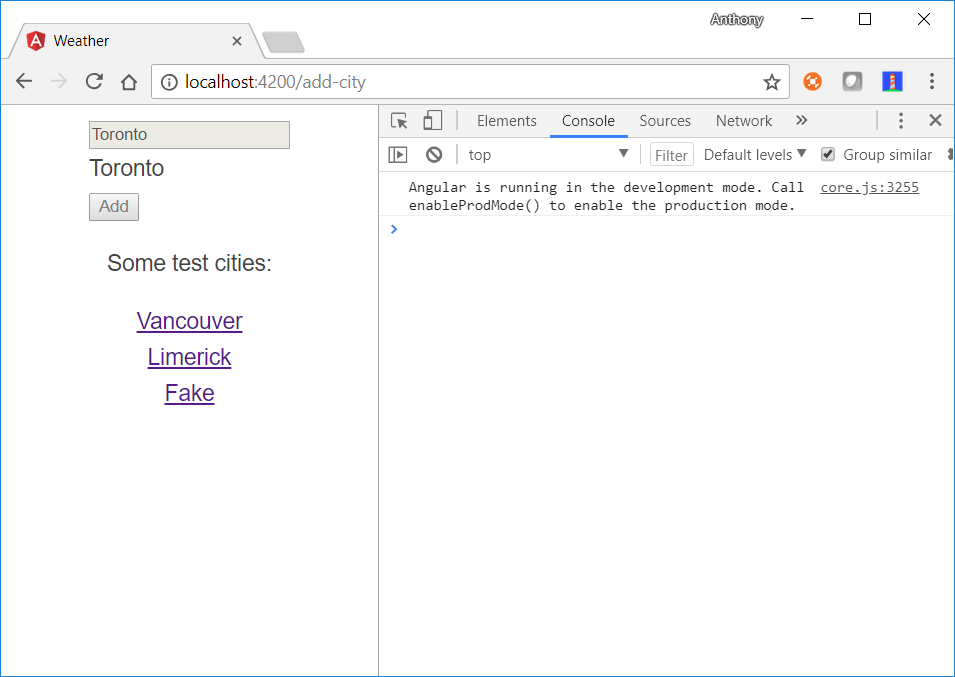 Anthony
Weather
localhost:4200/add-city
Elements Console Sources Network
top Filter Default levels Group similar
Toronto
Toronto
Add
Some test cities:
Vancouver
Limerick
Fake
Angular is running in the development mode. Call core.js:3255
enableProdMode() to enable the production mode.